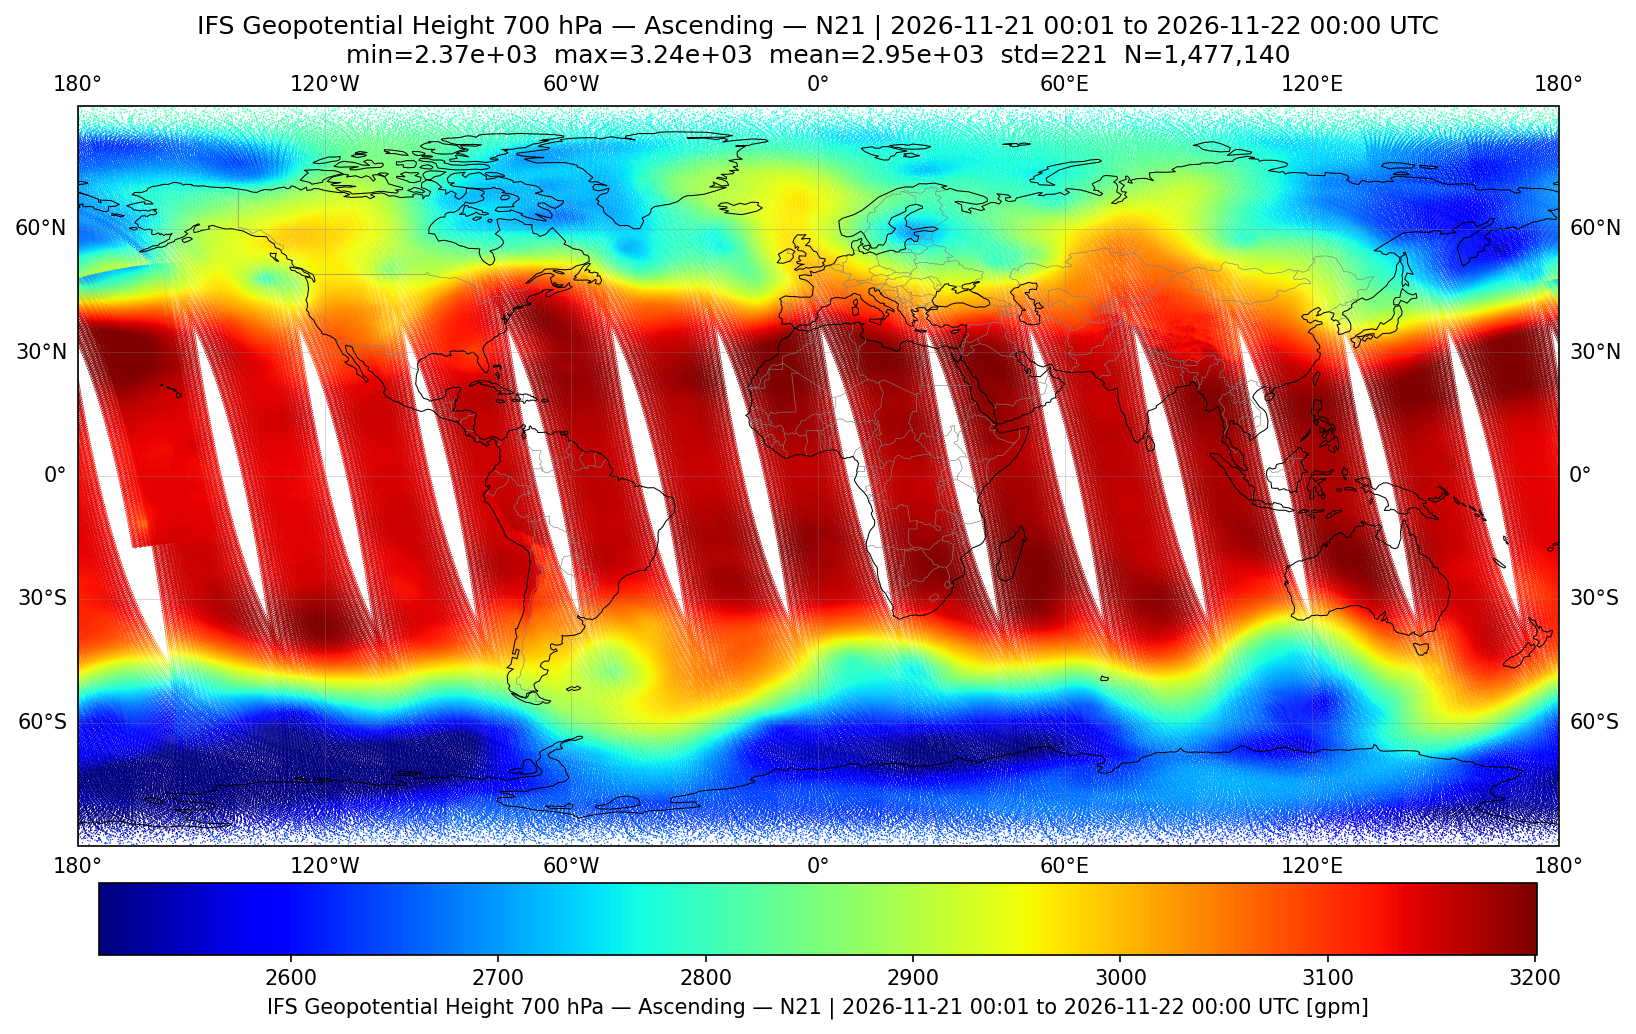 IFS Geopotential Height 700 hPa — Ascending — N21 | 2026-11-21 00:01 to 2026-11-22 00:00 UTC
min=2.37e+03  max=3.24e+03  mean=2.95e+03  std=221  N=1,477,140
180° 120°W 60°W 0° 60°E 120°E 180°
60°N 60°N
30°N 30°N
0° 0°
30°S 30°S
60°S 60°S
180° 120°W 60°W 0° 60°E 120°E 180°
2600 2700 2800 2900 3000 3100 3200
IFS Geopotential Height 700 hPa — Ascending — N21 | 2026-11-21 00:01 to 2026-11-22 00:00 UTC [gpm]